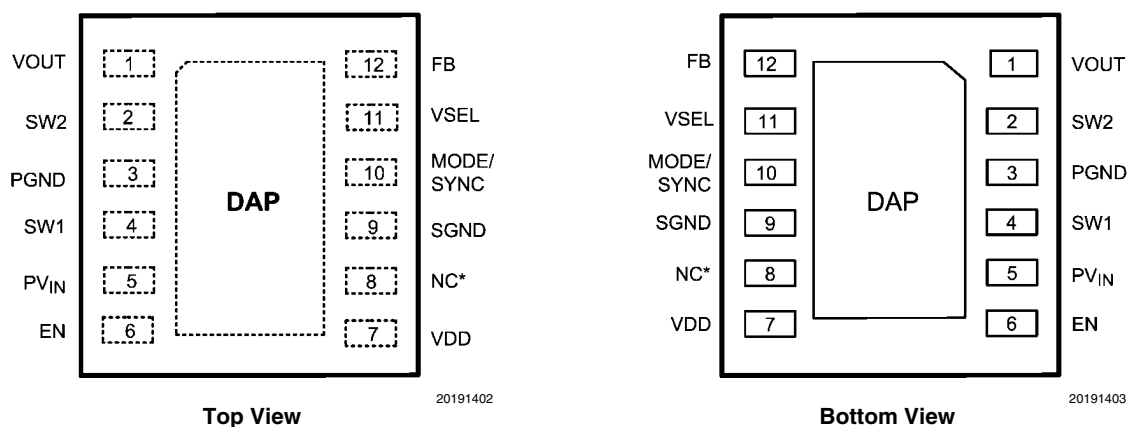 VOUT 1 12 FB
SW2 2 11 VSEL
PGND 3 10 MODE/
SYNC
DAP
SW1 4 9 SGND
PVIN 5 8 NC*
EN 6 7 VDD
20191402
Top View
FB 12 1 VOUT
VSEL 11 2 SW2
MODE/
SYNC 10 3 PGND
DAP
SGND 9 4 SW1
NC* 8 5 PVIN
VDD 7 6 EN
20191403
Bottom View